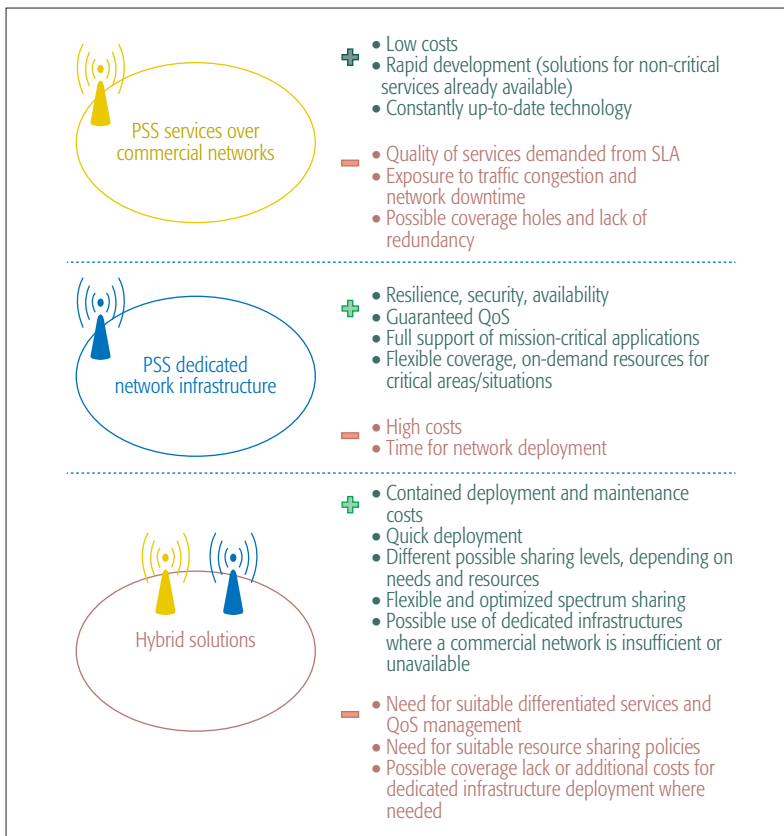 PSS services over
commercial networks
● Low costs
● Rapid development (solutions for non-critical
services already available)
● Constantly up-to-date technology
● Quality of services demanded from SLA
● Exposure to traffic congestion and
network downtime
● Possible coverage holes and lack of
redundancy
PSS dedicated
network infrastructure
● Resilience, security, availability
● Guaranteed QoS
● Full support of mission-critical applications
● Flexible coverage, on-demand resources for
critical areas/situations
● High costs
● Time for network deployment
Hybrid solutions
● Contained deployment and maintenance
costs
● Quick deployment
● Different possible sharing levels, depending on
needs and resources
● Flexible and optimized spectrum sharing
● Possible use of dedicated infrastructures
where a commercial network is insufficient or
unavailable
● Need for suitable differentiated services and
QoS management
● Need for suitable resource sharing policies
● Possible coverage lack or additional costs for
dedicated infrastructure deployment where
needed